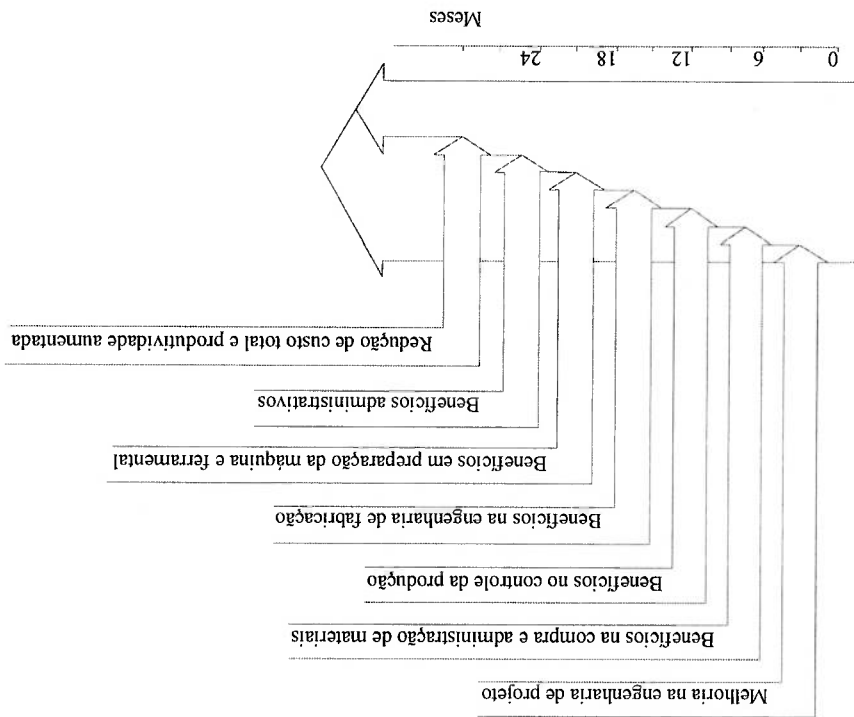 Melhoria na engenharia de projeto
Benefícios na compra e administração de materiais
Benefícios no controle da produção
Benefícios na engenharia de fabricação
Benefícios em preparação da máquina e ferramental
Benefícios administrativos
Redução de custo total e produtividade aumentada
0 6 12 18 24
Meses